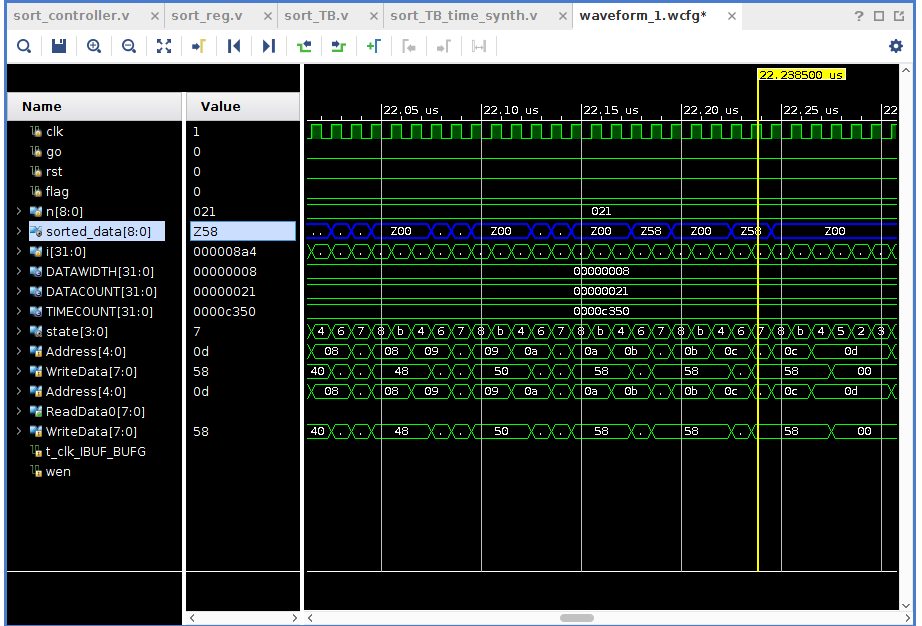 sort_controller.v × sort_reg.v × sort_TB.v × sort_TB_time_synth.v × waveform_1.wcfg* ×
22.238500 us
Name Value 22.05 us 22.10 us 22.15 us 22.20 us 22.25 us 22
clk 1
go 0
rst 0
flag 0
n[8:0] 021 021
sorted_data[8:0] Z58 .. . . Z00 . . Z00 . . Z00 Z58 Z00 Z58 Z00
i[31:0] 000008a4
DATAWIDTH[31:0] 00000008 00000008
DATACOUNT[31:0] 00000021 00000021
TIMECOUNT[31:0] 0000c350 0000c350
state[3:0] 7 4 6 7 8 b 4 6 7 8 b 4 6 7 8 b 4 6 7 8 b 4 6 7 8 b 4 5 2 3
Address[4:0] 0d 08 . 08 09 . 09 0a . 0a 0b . 0b 0c . 0c 0d
WriteData[7:0] 58 40 . . 48 . . 50 . . 58 . 58 . 58 00
Address[4:0] 0d 08 . 08 09 . 09 0a . 0a 0b . 0b 0c . 0c 0d
ReadData0[7:0]
WriteData[7:0] 58 40 . . 48 . . 50 . . 58 . 58 . 58 00
t_clk_IBUF_BUFG
wen